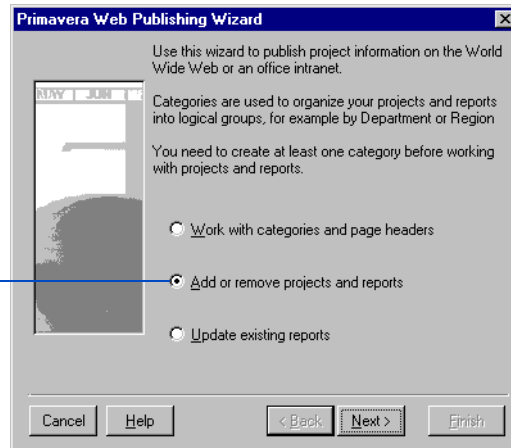 Primavera Web Publishing Wizard
Use this wizard to publish project information on the World
Wide Web or an office intranet.
Categories are used to organize your projects and reports
into logical groups, for example by Department or Region
You need to create at least one category before working
with projects and reports.
MAY JUN
Work with categories and page headers
Add or remove projects and reports
Update existing reports
Cancel Help < Back Next > Finish